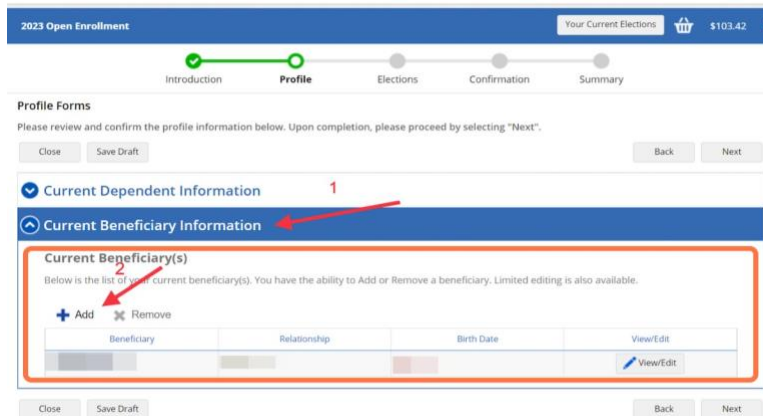 2023 Open Enrollment
Your Current Elections
$103.42
Introduction Profile Elections Confirmation Summary
Profile Forms
Please review and confirm the profile information below. Upon completion, please proceed by selecting "Next".
Close Save Draft Back Next
Current Dependent Information 1
Current Beneficiary Information
Current Beneficiary(s)
2
Below is the list of your current beneficiary(s). You have the ability to Add or Remove a beneficiary. Limited editing is also available.
Add Remove
Beneficiary Relationship Birth Date View/Edit
View/Edit
Close Save Draft Back Next